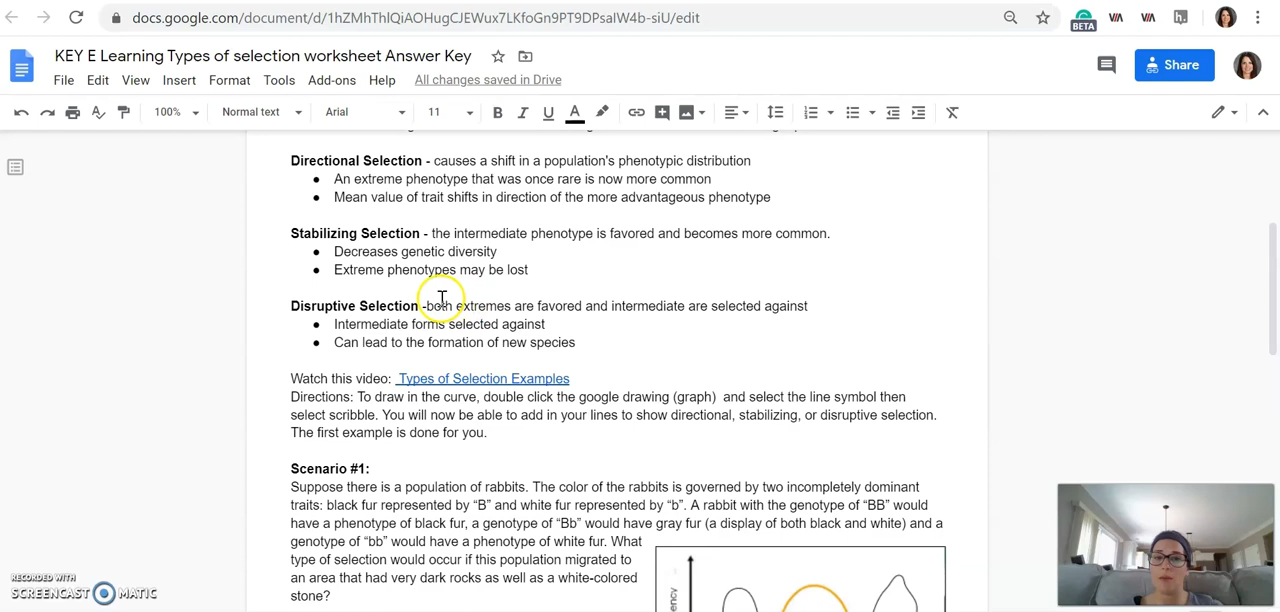 docs.google.com/document/d/1hZMhThlQiAOHugCJEWux7LKfoGn9PT9DPsaIW4b-siU/edit
BETA
KEY E Learning Types of selection worksheet Answer Key
File Edit View Insert Format Tools Add-ons Help All changes saved in Drive
Share
100% Normal text Arial 11 B I U A
Directional Selection - causes a shift in a population's phenotypic distribution
● An extreme phenotype that was once rare is now more common
● Mean value of trait shifts in direction of the more advantageous phenotype
Stabilizing Selection - the intermediate phenotype is favored and becomes more common.
● Decreases genetic diversity
● Extreme phenotypes may be lost
Disruptive Selection -both extremes are favored and intermediate are selected against
● Intermediate forms selected against
● Can lead to the formation of new species
Watch this video: Types of Selection Examples
Directions: To draw in the curve, double click the google drawing (graph) and select the line symbol then
select scribble. You will now be able to add in your lines to show directional, stabilizing, or disruptive selection.
The first example is done for you.
Scenario #1:
Suppose there is a population of rabbits. The color of the rabbits is governed by two incompletely dominant
traits: black fur represented by “B” and white fur represented by “b”. A rabbit with the genotype of “BB” would
have a phenotype of black fur, a genotype of “Bb” would have gray fur (a display of both black and white) and a
genotype of “bb” would have a phenotype of white fur. What
type of selection would occur if this population migrated to
an area that had very dark rocks as well as a white-colored
stone?
RECORDED WITH
SCREENCAST MATIC